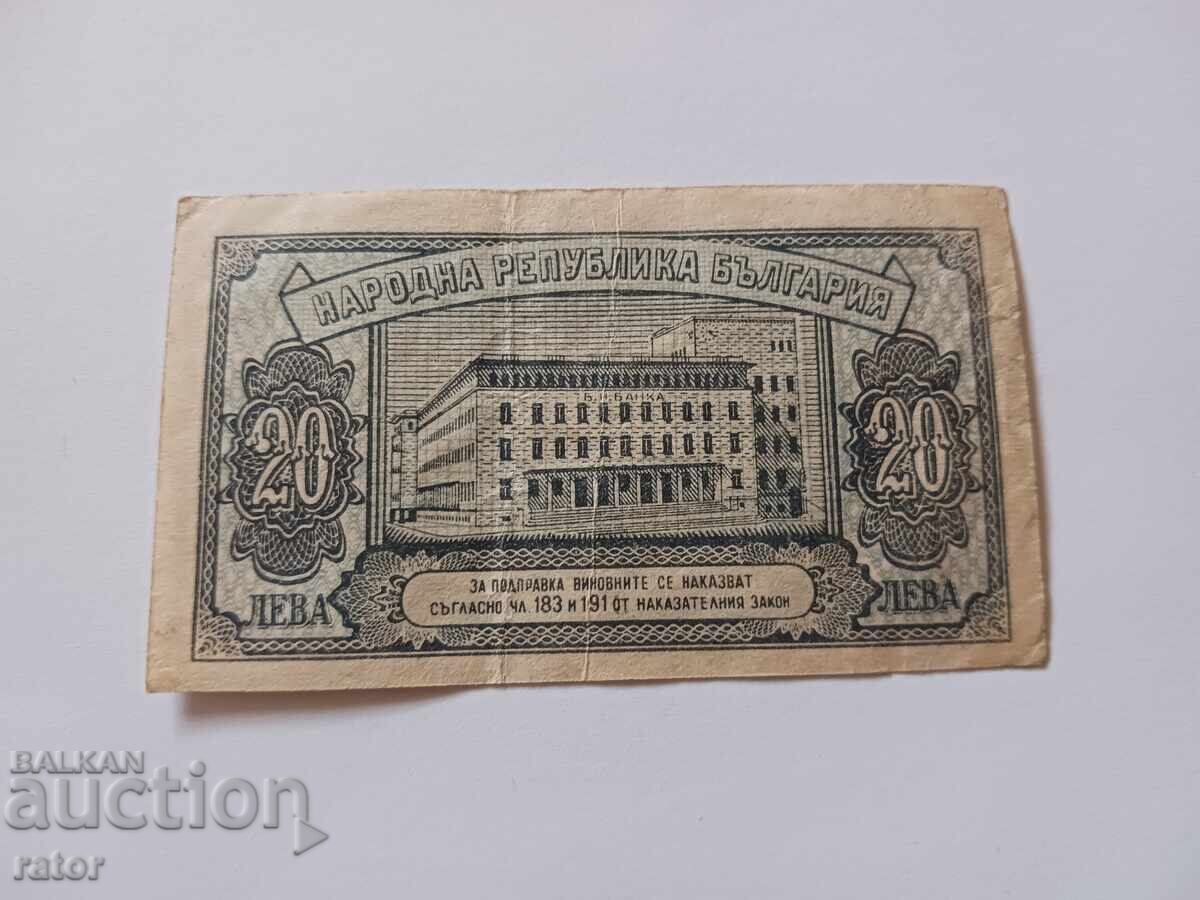 НАРОДНА РЕПУБЛИКА БЪЛГАРИЯ
Б.Н.БАНКА
20
20
ЛЕВА
ЛЕВА
ЗА ПОДПРАВКА ВИНОВНИТЕ СЕ НАКАЗВАТ
СЪГЛАСНО ЧЛ. 183 И 191 ОТ НАКАЗАТЕЛНИЯ ЗАКОН
BALKAN
auction
rator